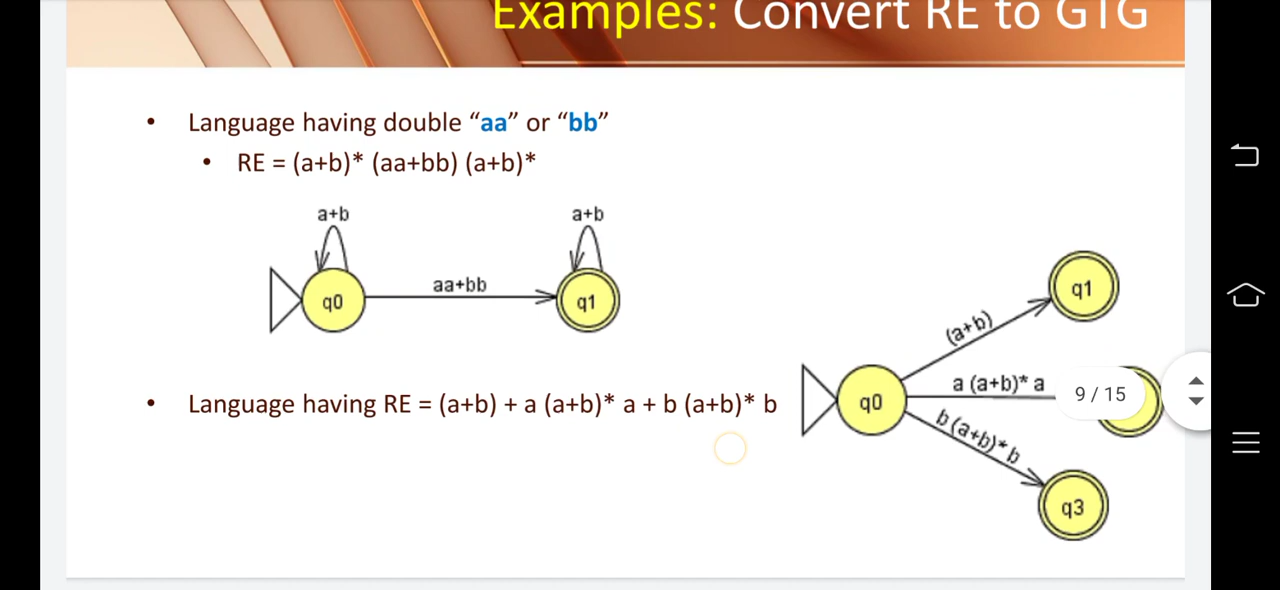 Examples: Convert RE to GTG
• Language having double “aa” or “bb”
• RE = (a+b)* (aa+bb) (a+b)*
a+b
a+b
aa+bb
q0
q1
q1
(a+b)
a (a+b)* a
9 / 15
• Language having RE = (a+b) + a (a+b)* a + b (a+b)* b
q0
b (a+b)* b
q3